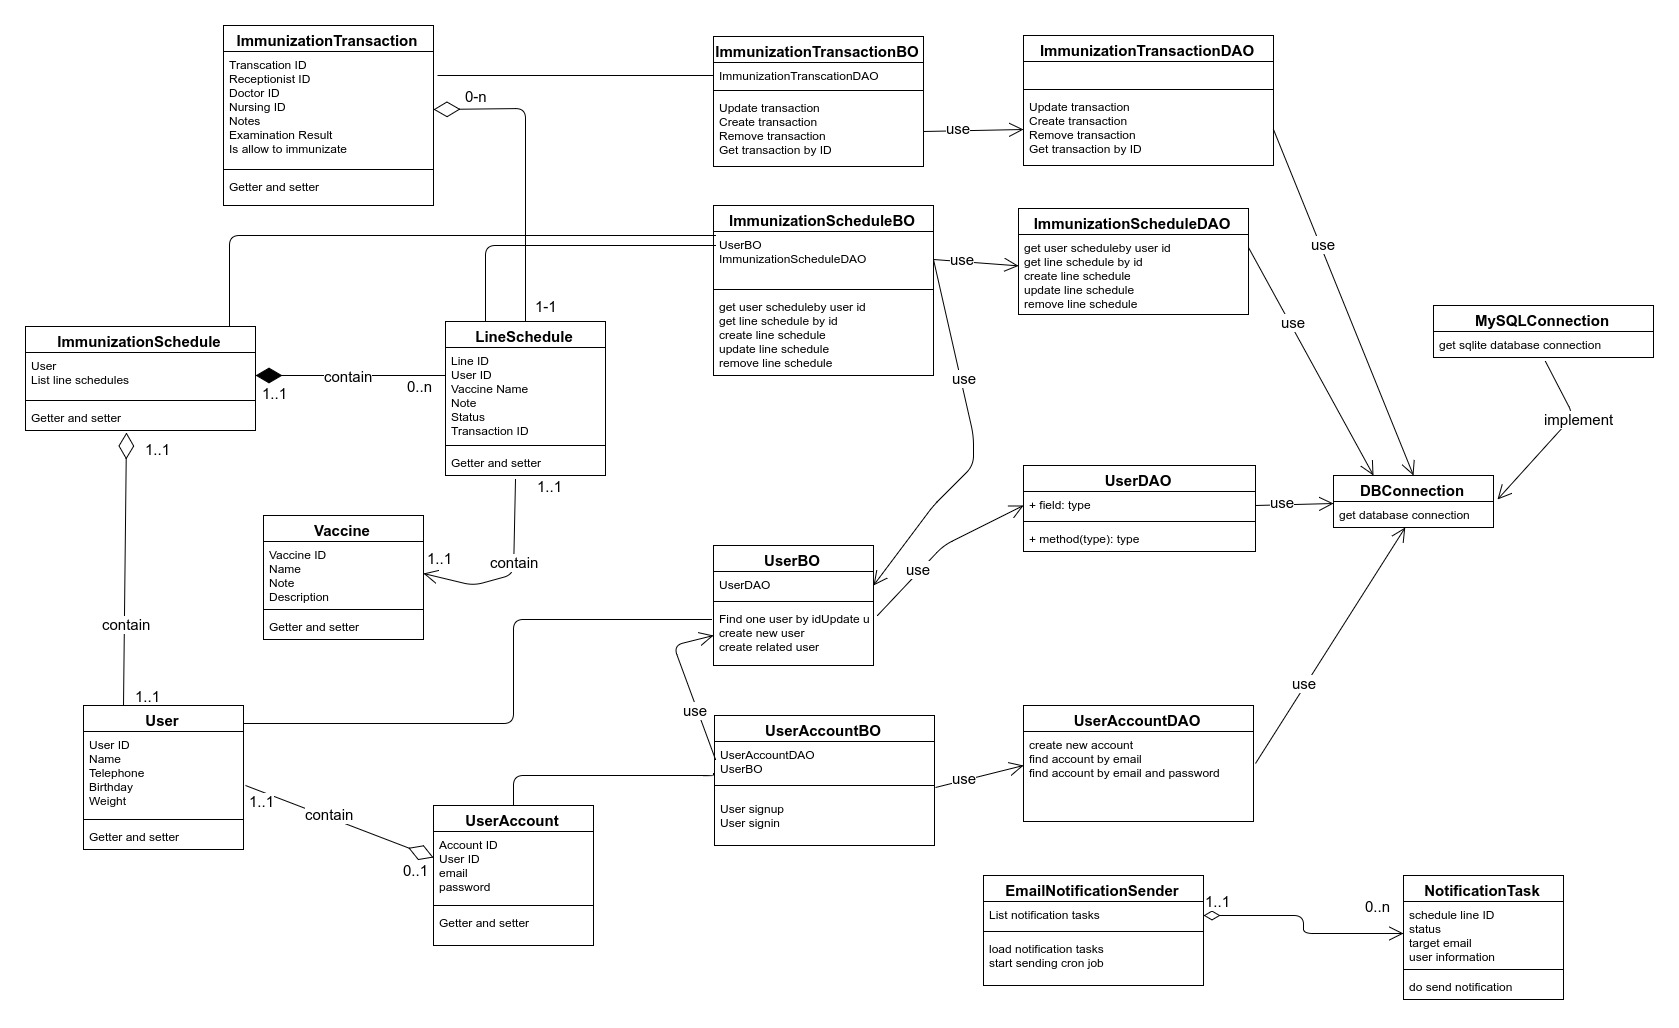 ImmunizationTransaction
Transcation ID
Receptionist ID
Doctor ID
Nursing ID
Notes
Examination Result
Is allow to immunizate
Getter and setter
0-n
ImmunizationTransactionBO
ImmunizationTranscationDAO
Update transaction
Create transaction
Remove transaction
Get transaction by ID
use
ImmunizationTransactionDAO
Update transaction
Create transaction
Remove transaction
Get transaction by ID
use
ImmunizationScheduleBO
UserBO
ImmunizationScheduleDAO
get user scheduleby user id
get line schedule by id
create line schedule
update line schedule
remove line schedule
use
ImmunizationScheduleDAO
get user scheduleby user id
get line schedule by id
create line schedule
update line schedule
remove line schedule
use
use
MySQLConnection
get sqlite database connection
implement
ImmunizationSchedule
User
List line schedules
Getter and setter
1..1
contain
0..n
1-1
LineSchedule
Line ID
User ID
Vaccine Name
Note
Status
Transaction ID
Getter and setter
1..1
1..1
contain
1..1
Vaccine
Vaccine ID
Name
Note
Description
Getter and setter
contain
1..1
UserDAO
+ field: type
+ method(type): type
use
DBConnection
get database connection
UserBO
UserDAO
Find one user by idUpdate u
create new user
create related user
use
use
User
User ID
Name
Telephone
Birthday
Weight
Getter and setter
1..1
contain
0..1
UserAccount
Account ID
User ID
email
password
Getter and setter
UserAccountBO
UserAccountDAO
UserBO
User signup
User signin
use
UserAccountDAO
create new account
find account by email
find account by email and password
use
EmailNotificationSender
List notification tasks
load notification tasks
start sending cron job
1..1
0..n
NotificationTask
schedule line ID
status
target email
user information
do send notification